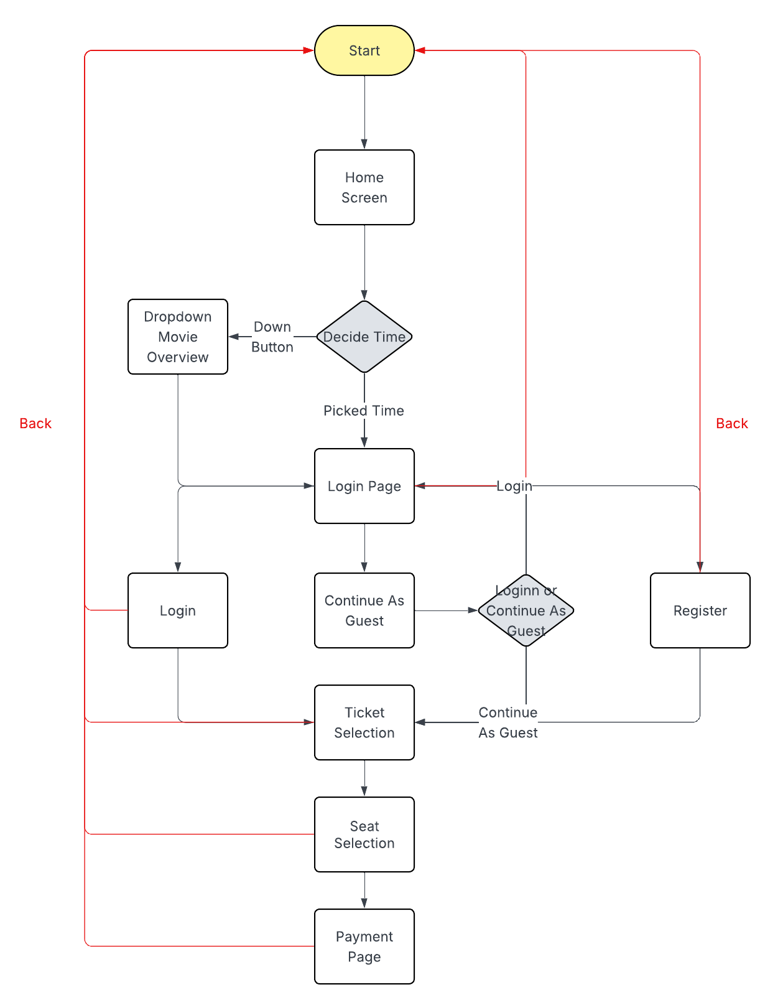 Start
Home
Screen
Dropdown
Movie
Overview
Down
Button
Decide Time
Picked Time
Back
Back
Login Page
Login
Login
Continue As
Guest
Loginn or
Continue As
Guest
Register
Ticket
Selection
Continue
As Guest
Seat
Selection
Payment
Page